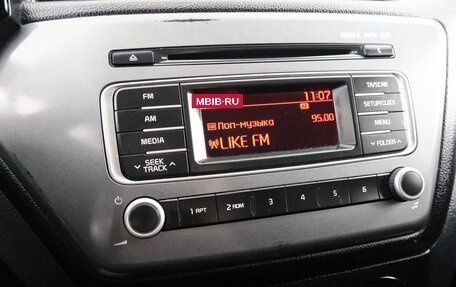 FM
AM
MEDIA
SEEK
TRACK
MBIB-RU
11:07
Поп-музыка
95.00
LIKE FM
TA/SCAN
SETUP/CLOCK
MENU
FOLDER
1 RPT
2 RDM
3
4
5
6